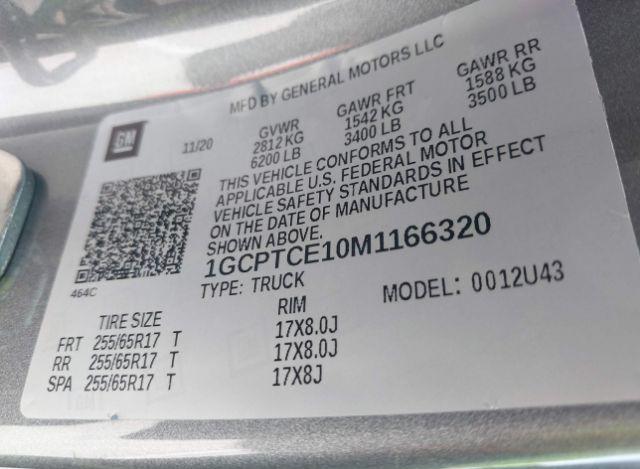 MFD BY GENERAL MOTORS LLC
GM
11/20
GVWR GAWR FRT GAWR RR
2812 KG 1542 KG 1588 KG
6200 LB 3400 LB 3500 LB
THIS VEHICLE CONFORMS TO ALL
APPLICABLE U.S. FEDERAL MOTOR
VEHICLE SAFETY STANDARDS IN EFFECT
ON THE DATE OF MANUFACTURE
SHOWN ABOVE.
1GCPTCE10M1166320
464C
TYPE: TRUCK MODEL: 0012U43
TIRE SIZE RIM
FRT 255/65R17 T 17X8.0J
RR 255/65R17 T 17X8.0J
SPA 255/65R17 T 17X8J